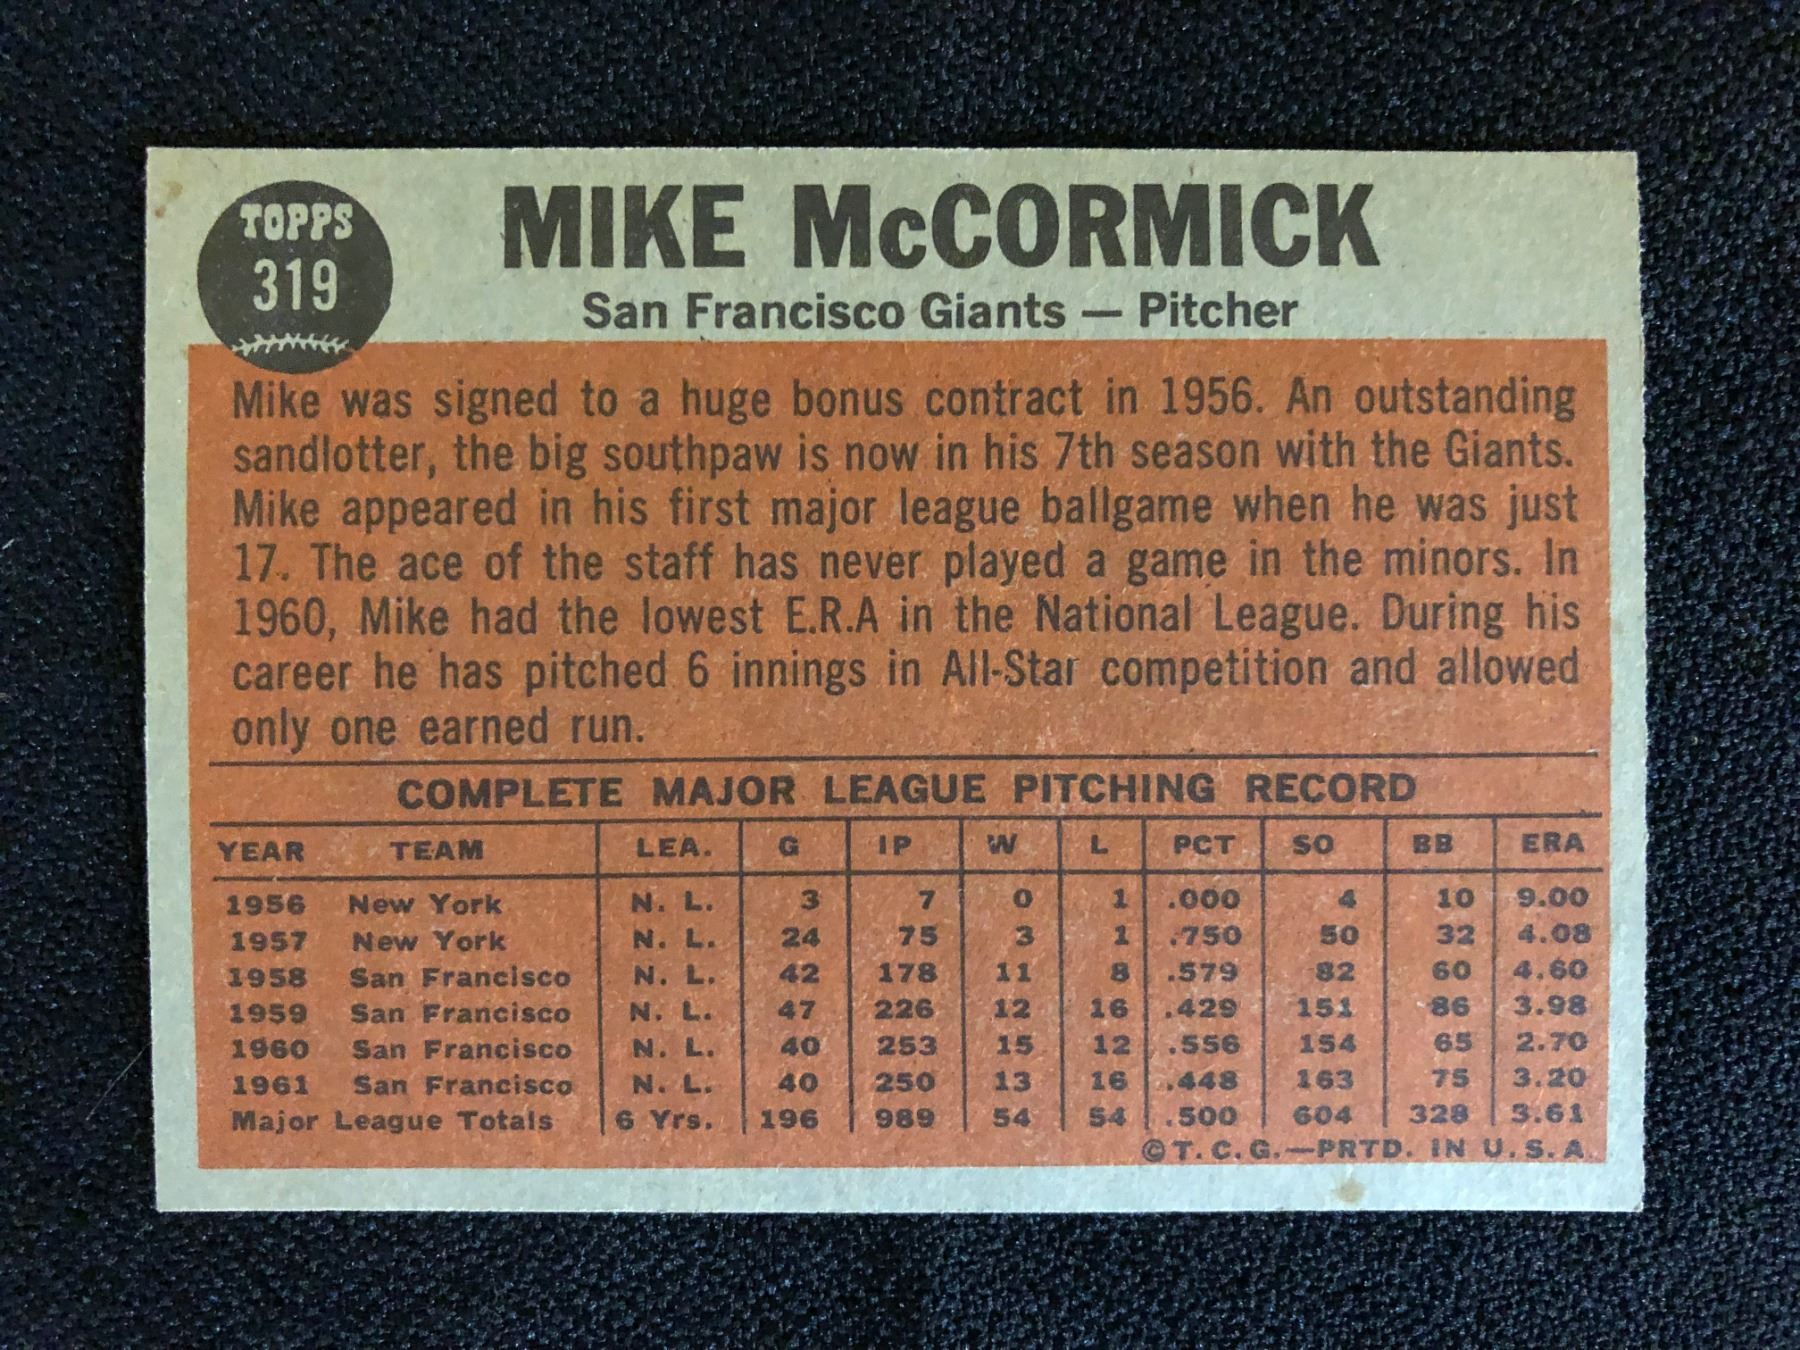 TOPPS
319
MIKE McCORMICK
San Francisco Giants — Pitcher
Mike was signed to a huge bonus contract in 1956. An outstanding
sandlotter, the big southpaw is now in his 7th season with the Giants.
Mike appeared in his first major league ballgame when he was just
17. The ace of the staff has never played a game in the minors. In
1960, Mike had the lowest E.R.A in the National League. During his
career he has pitched 6 innings in All-Star competition and allowed
only one earned run.
COMPLETE MAJOR LEAGUE PITCHING RECORD
YEAR TEAM LEA. G IP W L PCT SO BB ERA
1956 New York N. L. 3 7 0 1 .000 4 10 9.00
1957 New York N. L. 24 75 3 1 .750 50 32 4.08
1958 San Francisco N. L. 42 178 11 8 .579 82 60 4.60
1959 San Francisco N. L. 47 226 12 16 .429 151 86 3.98
1960 San Francisco N. L. 40 253 15 12 .556 154 65 2.70
1961 San Francisco N. L. 40 250 13 16 .448 163 75 3.20
Major League Totals 6 Yrs. 196 989 54 54 .500 604 328 3.61
©T. C. G.—PRTD. IN U. S. A.